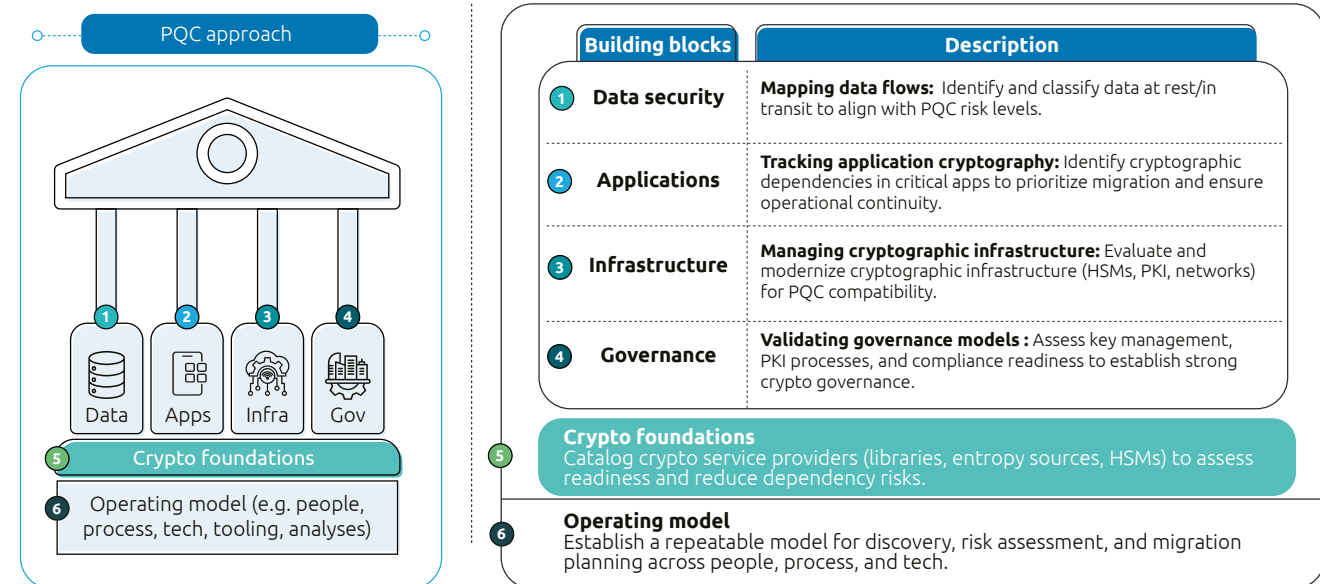 PQC approach
1
2
3
4
Data
Apps
Infra
Gov
5
Crypto foundations
6
Operating model (e.g. people,
process, tech, tooling, analyses)
Building blocks
Description
1
Data security
Mapping data flows: Identify and classify data at rest/in
transit to align with PQC risk levels.
2
Applications
Tracking application cryptography: Identify cryptographic
dependencies in critical apps to prioritize migration and ensure
operational continuity.
3
Infrastructure
Managing cryptographic infrastructure: Evaluate and
modernize cryptographic infrastructure (HSMs, PKI, networks)
for PQC compatibility.
4
Governance
Validating governance models : Assess key management,
PKI processes, and compliance readiness to establish strong
crypto governance.
5
Crypto foundations
Catalog crypto service providers (libraries, entropy sources, HSMs) to assess
readiness and reduce dependency risks.
6
Operating model
Establish a repeatable model for discovery, risk assessment, and migration
planning across people, process, and tech.